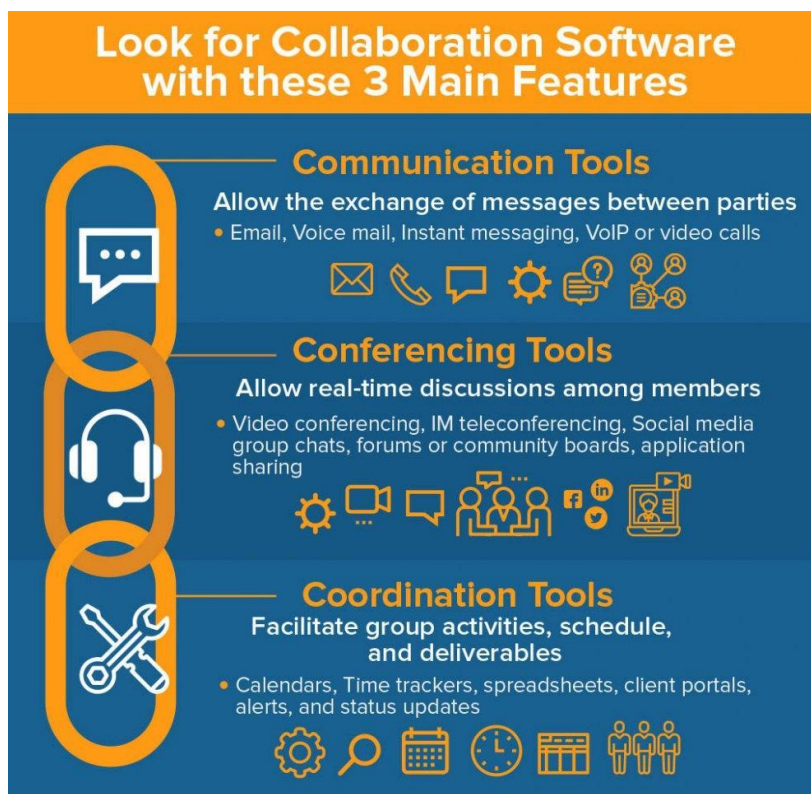 Look for Collaboration Software
with these 3 Main Features
Communication Tools
Allow the exchange of messages between parties
• Email, Voice mail, Instant messaging, VoIP or video calls
Conferencing Tools
Allow real-time discussions among members
• Video conferencing, IM teleconferencing, Social media
group chats, forums or community boards, application
sharing
Coordination Tools
Facilitate group activities, schedule,
and deliverables
• Calendars, Time trackers, spreadsheets, client portals,
alerts, and status updates